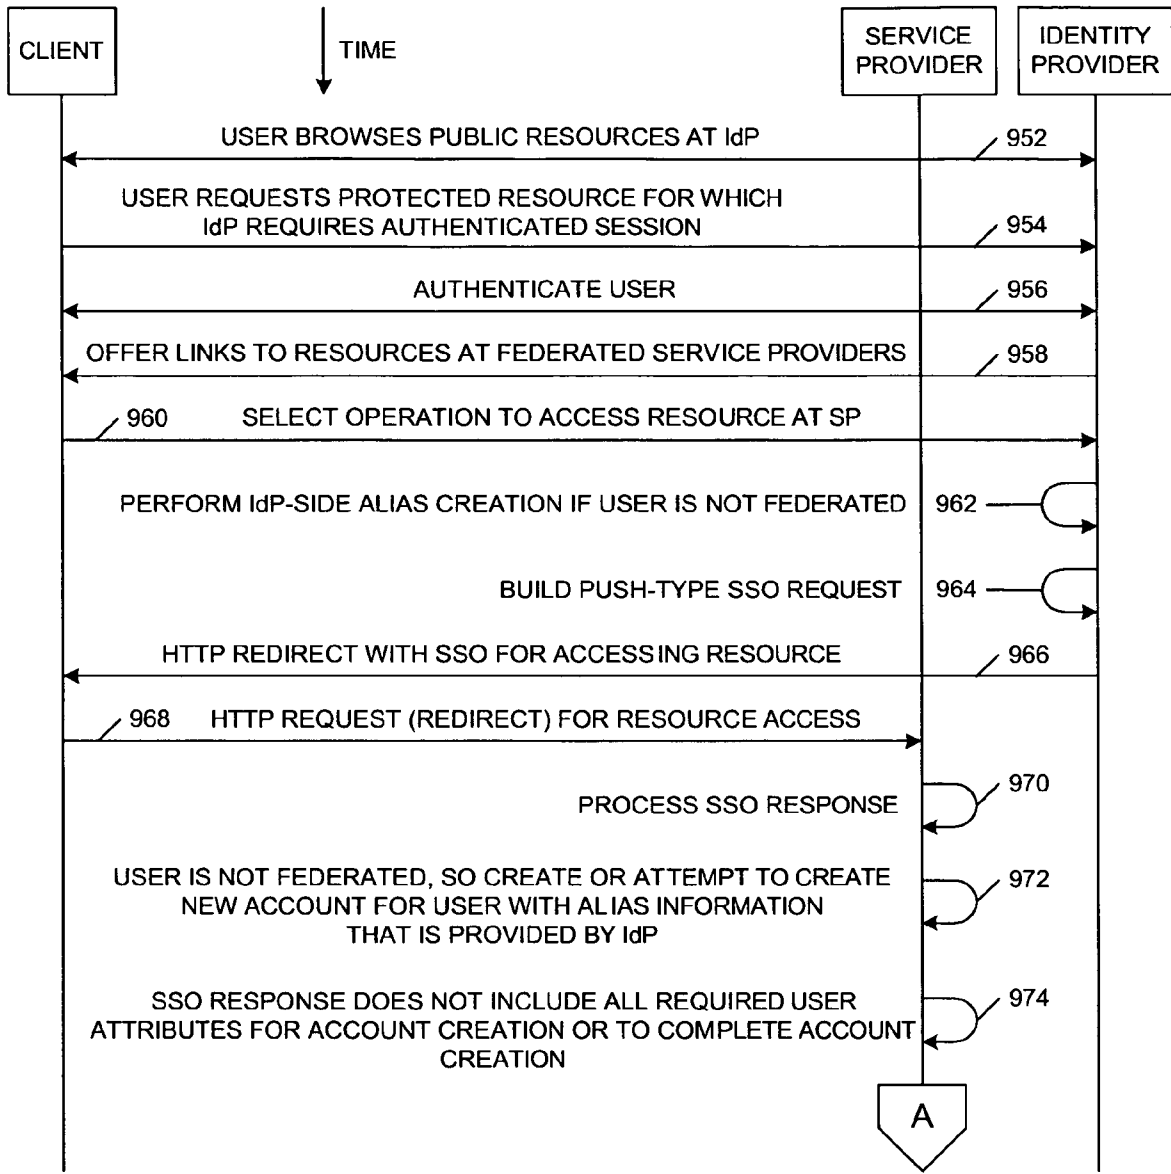 CLIENT
TIME
SERVICE
PROVIDER
IDENTITY
PROVIDER
USER BROWSES PUBLIC RESOURCES AT IdP
952
USER REQUESTS PROTECTED RESOURCE FOR WHICH
IdP REQUIRES AUTHENTICATED SESSION
954
AUTHENTICATE USER
956
OFFER LINKS TO RESOURCES AT FEDERATED SERVICE PROVIDERS
958
960
SELECT OPERATION TO ACCESS RESOURCE AT SP
PERFORM IdP-SIDE ALIAS CREATION IF USER IS NOT FEDERATED
962
BUILD PUSH-TYPE SSO REQUEST
964
HTTP REDIRECT WITH SSO FOR ACCESSING RESOURCE
966
968
HTTP REQUEST (REDIRECT) FOR RESOURCE ACCESS
PROCESS SSO RESPONSE
970
USER IS NOT FEDERATED, SO CREATE OR ATTEMPT TO CREATE
NEW ACCOUNT FOR USER WITH ALIAS INFORMATION
THAT IS PROVIDED BY IdP
972
SSO RESPONSE DOES NOT INCLUDE ALL REQUIRED USER
ATTRIBUTES FOR ACCOUNT CREATION OR TO COMPLETE ACCOUNT
CREATION
974
A